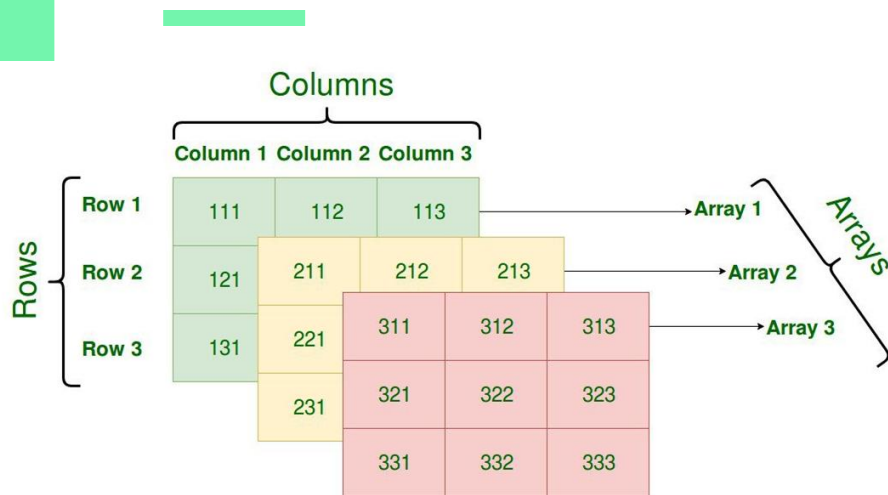 Columns
Column 1 Column 2 Column 3
Rows
Row 1
111 112 113
Array 1
Arrays
Row 2
121
211 212 213
Array 2
Row 3
131
221
311 312 313
Array 3
231
321 322 323
331 332 333